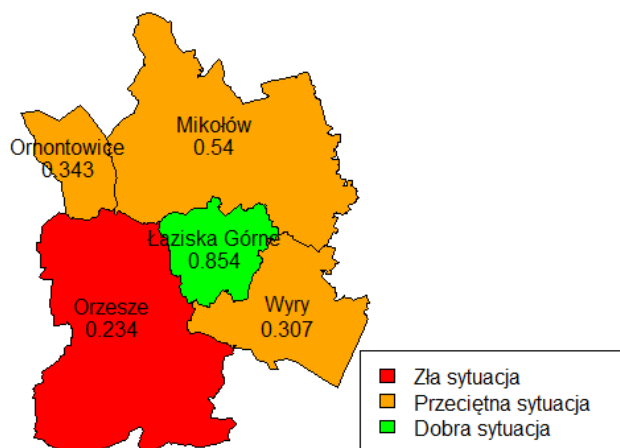 Mikołów
0.54
Ornontowice
0.343
Łaziska Górne
0.854
Orzesze
0.234
Wyry
0.307
Zła sytuacja
Przeciętna sytuacja
Dobra sytuacja